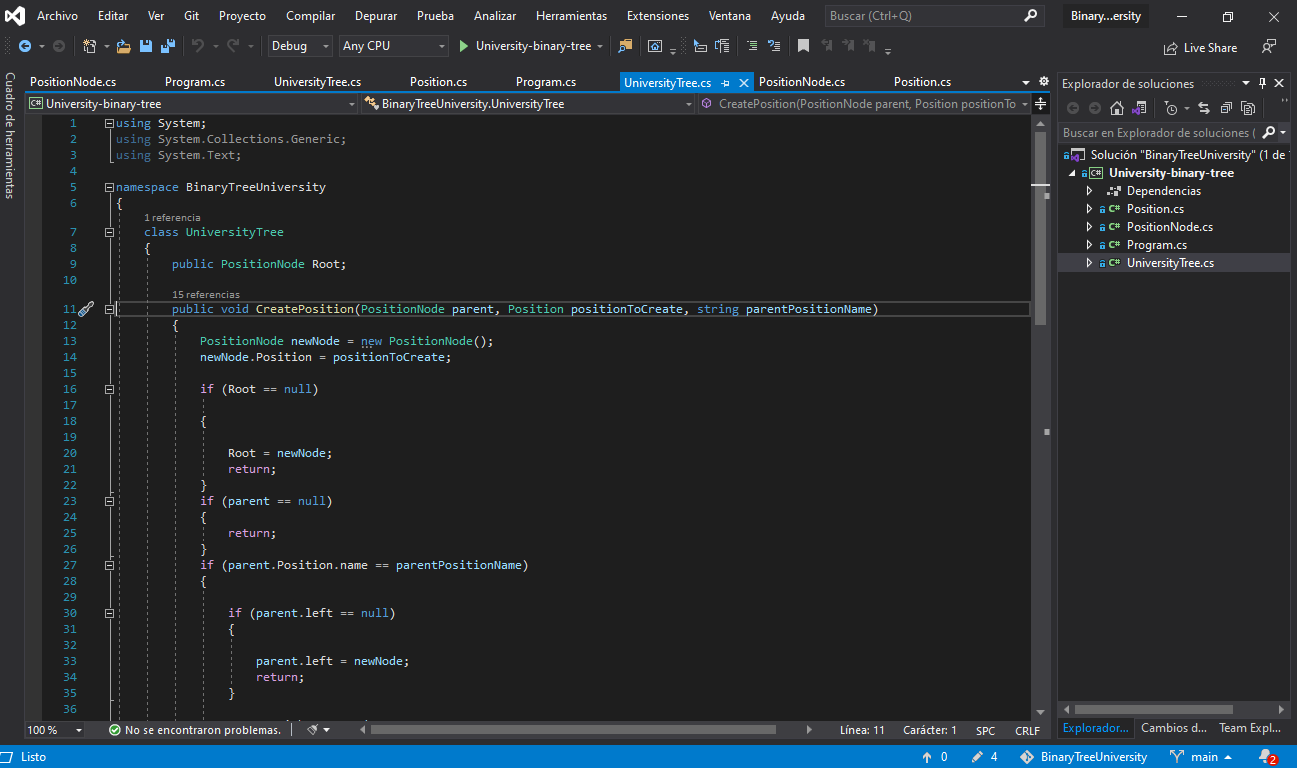 Archivo Editar Ver Git Proyecto Compilar Depurar Prueba Analizar Herramientas Extensiones Ventana Ayuda Buscar (Ctrl+Q) Binary...ersity
Debug Any CPU University-binary-tree Live Share
Cuadro de herramientas
PositionNode.cs Program.cs UniversityTree.cs Position.cs Program.cs UniversityTree.cs PositionNode.cs Position.cs
C# University-binary-tree BinaryTreeUniversity.UniversityTree CreatePosition(PositionNode parent, Position positionTo
1 using System;
2 using System.Collections.Generic;
3 using System.Text;
4
5 namespace BinaryTreeUniversity
6 {
1 referencia
7 class UniversityTree
8 {
9 public PositionNode Root;
10
15 referencias
11 public void CreatePosition(PositionNode parent, Position positionToCreate, string parentPositionName)
12 {
13 PositionNode newNode = new PositionNode();
14 newNode.Position = positionToCreate;
15
16 if (Root == null)
17
18 {
19
20 Root = newNode;
21 return;
22 }
23 if (parent == null)
24 {
25 return;
26 }
27 if (parent.Position.name == parentPositionName)
28 {
29
30 if (parent.left == null)
31 {
32
33 parent.left = newNode;
34 return;
35 }
36
100 % No se encontraron problemas. Línea: 11 Carácter: 1 SPC CRLF
Explorador de soluciones
Buscar en Explorador de soluciones (
Solución "BinaryTreeUniversity" (1 de
C# University-binary-tree
Dependencias
C# Position.cs
C# PositionNode.cs
C# Program.cs
C# UniversityTree.cs
Explorador... Cambios d... Team Expl...
Listo 0 4 BinaryTreeUniversity main 2